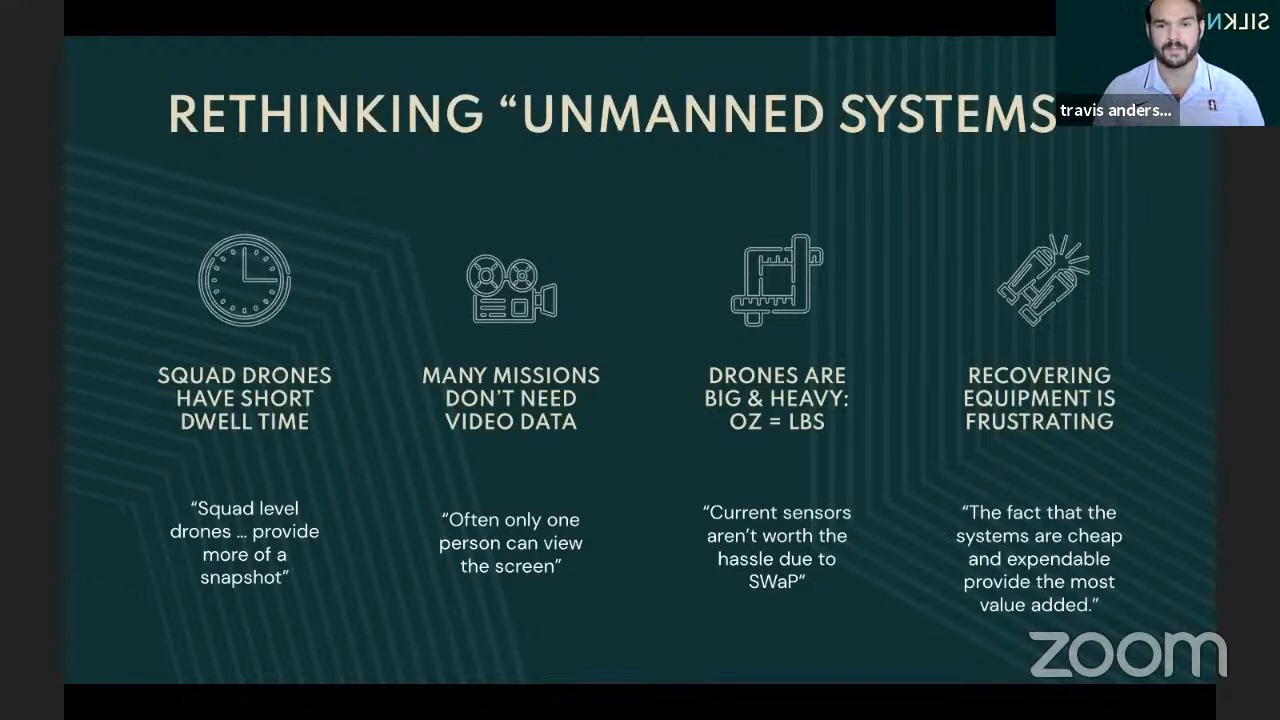 SILKN
travis anders...
RETHINKING “UNMANNED SYSTEMS
SQUAD DRONES
HAVE SHORT
DWELL TIME
“Squad level
drones ... provide
more of a
snapshot”
MANY MISSIONS
DON’T NEED
VIDEO DATA
“Often only one
person can view
the screen”
DRONES ARE
BIG & HEAVY:
OZ = LBS
“Current sensors
aren’t worth the
hassle due to
SWaP”
RECOVERING
EQUIPMENT IS
FRUSTRATING
“The fact that the
systems are cheap
and expendable
provide the most
value added.”
zoom